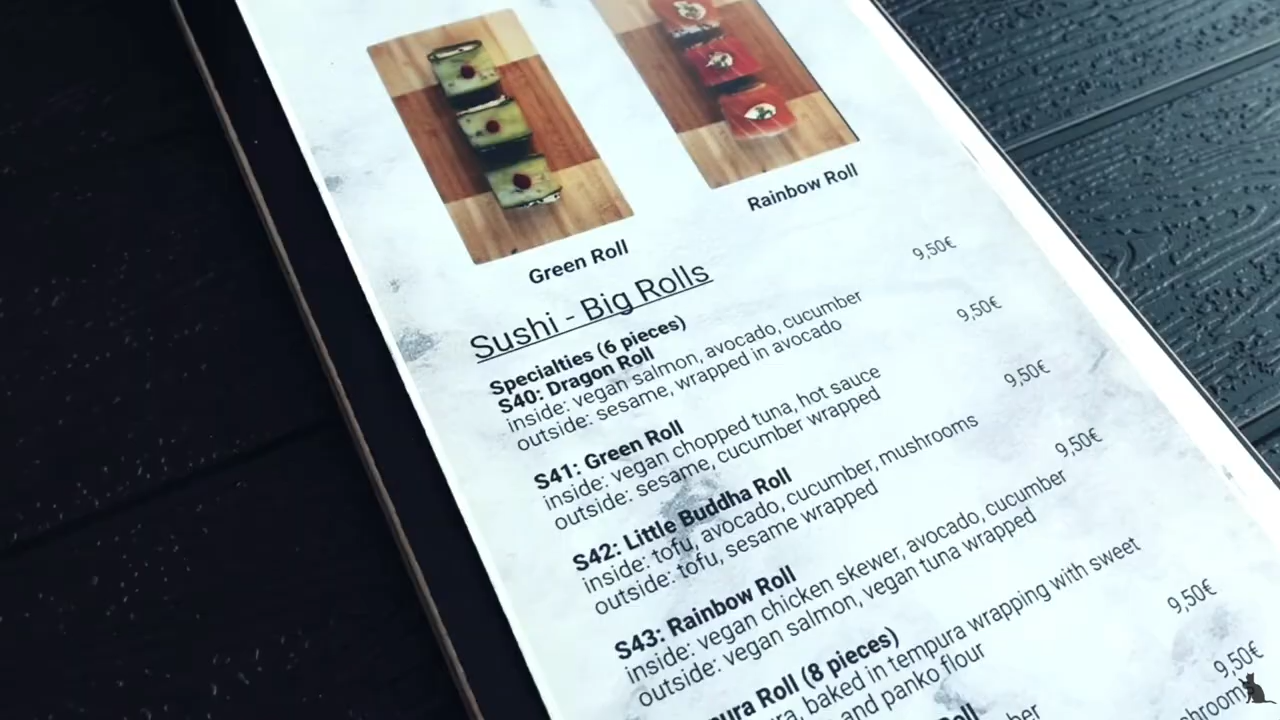 Rainbow Roll
Green Roll
Sushi - Big Rolls
Specialties (6 pieces)
S40: Dragon Roll
9,50€
inside: vegan salmon, avocado, cucumber
outside: sesame, wrapped in avocado
S41: Green Roll
9,50€
inside: vegan chopped tuna, hot sauce
outside: sesame, cucumber wrapped
S42: Little Buddha Roll
9,50€
inside: tofu, avocado, cucumber, mushrooms
outside: tofu, sesame wrapped
S43: Rainbow Roll
9,50€
inside: vegan chicken skewer, avocado, cucumber
outside: vegan salmon, vegan tuna wrapped
Roll (8 pieces)
9,50€
baked in tempura wrapping with sweet
and panko flour
Roll
9,50€